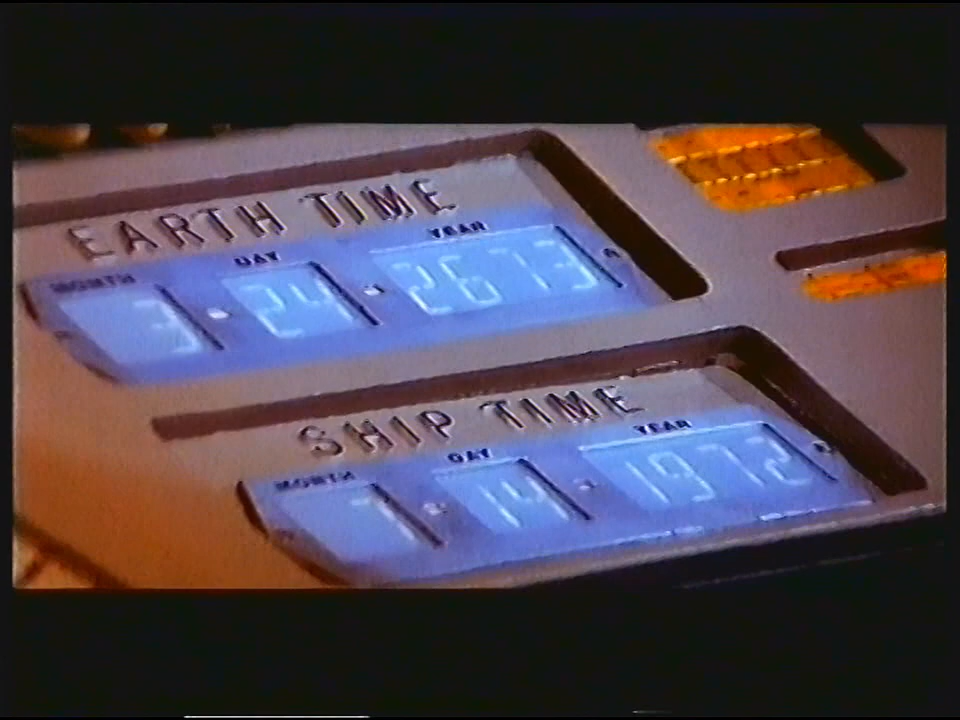 EARTH TIME
MONTH DAY YEAR
3 24 2673
SHIP TIME
MONTH DAY YEAR
7 14 1972